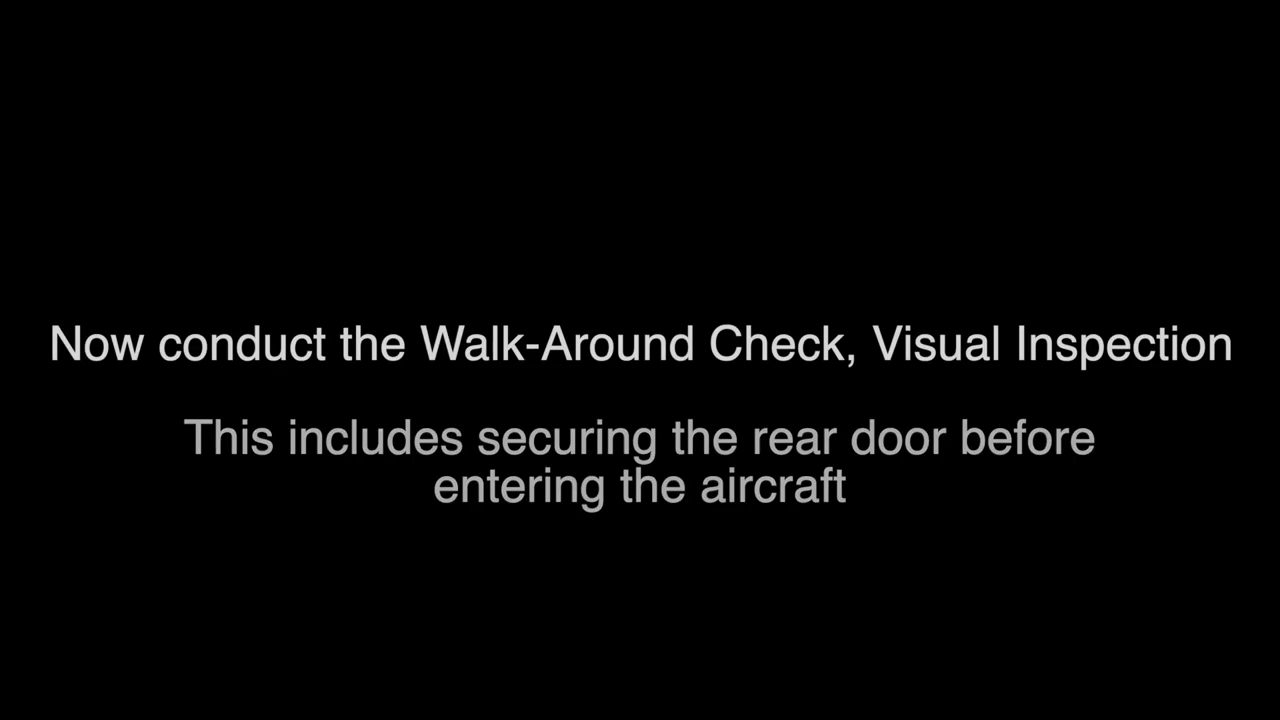 Now conduct the Walk-Around Check, Visual Inspection
This includes securing the rear door before
entering the aircraft